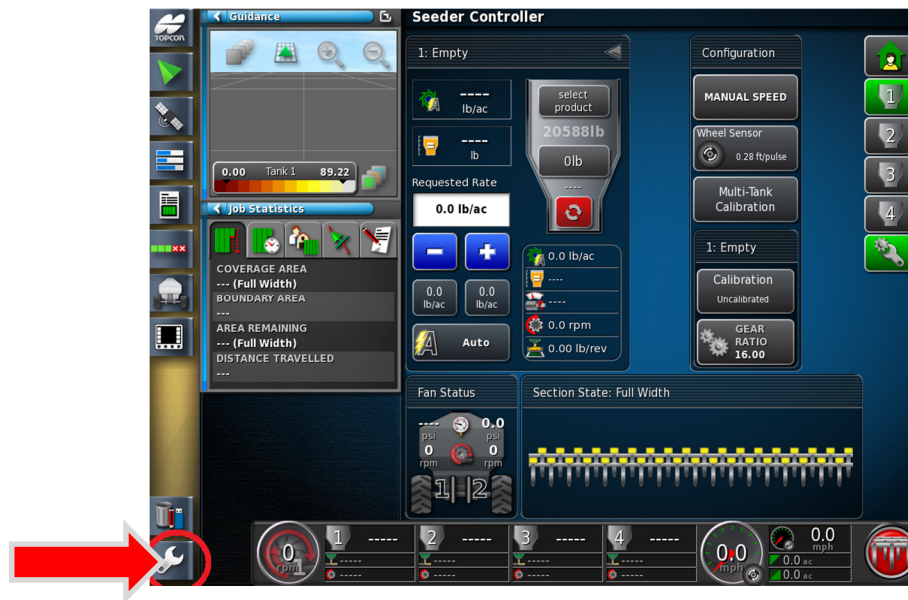 TOPCON
Guidance
0.00 Tank 1 89.22
Job Statistics
COVERAGE AREA
--- (Full Width)
BOUNDARY AREA
---
AREA REMAINING
--- (Full Width)
DISTANCE TRAVELLED
---
Seeder Controller
1: Empty
----
lb/ac
----
lb
Requested Rate
0.0 lb/ac
0.0
lb/ac
0.0
lb/ac
Auto
select
product
20588lb
0lb
----
0.0 lb/ac
----
----
0.0 rpm
0.00 lb/rev
Configuration
MANUAL SPEED
Wheel Sensor
0.28 ft/pulse
Multi-Tank
Calibration
1: Empty
Calibration
Uncalibrated
GEAR
RATIO
16.00
1
2
3
4
Fan Status
---- 0.0
psi psi
0 0
rpm rpm
1 2
Section State: Full Width
0
rpm
1 -----
-----
-----
2 -----
-----
-----
3 -----
-----
-----
4 -----
-----
-----
0.0
mph
0.0
mph
0.0 ac
0.0 ac